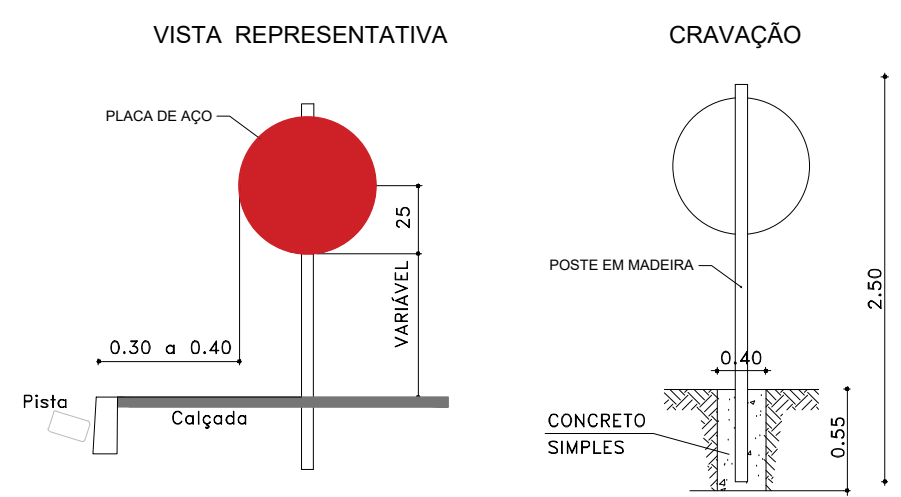 VISTA REPRESENTATIVA
PLACA DE AÇO
25
VARIÁVEL
0.30 a 0.40
Pista
Calçada
CRAVAÇÃO
POSTE EM MADEIRA
2.50
0.40
CONCRETO
SIMPLES
0.55